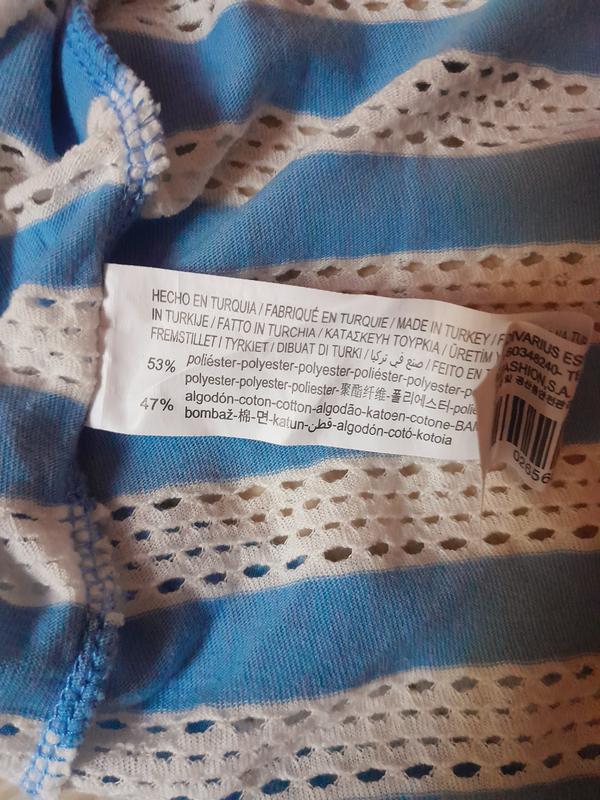 HECHO EN TURQUIA / FABRIQUÉ EN TURQUIE / MADE IN TURKEY /
IN TURKIJE / FATTO IN TURCHIA / ΚΑΤΑΣΚΕΥΗ ΤΟΥΡΚΙΑ / ÜRETİM
FREMSTILLET I TYRKIET / DIBUAT DI TURKI / صنع في تركيا / FEITO EN
53% poliéster-polyester-polyester-poliéster-polyester
polyester-polyester-poliester-聚酯纤维-폴리에스터
47% algodón-coton-cotton-algodão-katoen-cotone
bombaž-棉-면-katun-قطن-algodón-cotó-kotoia
DIVARIUS ES
FASHION,S.A.
02656